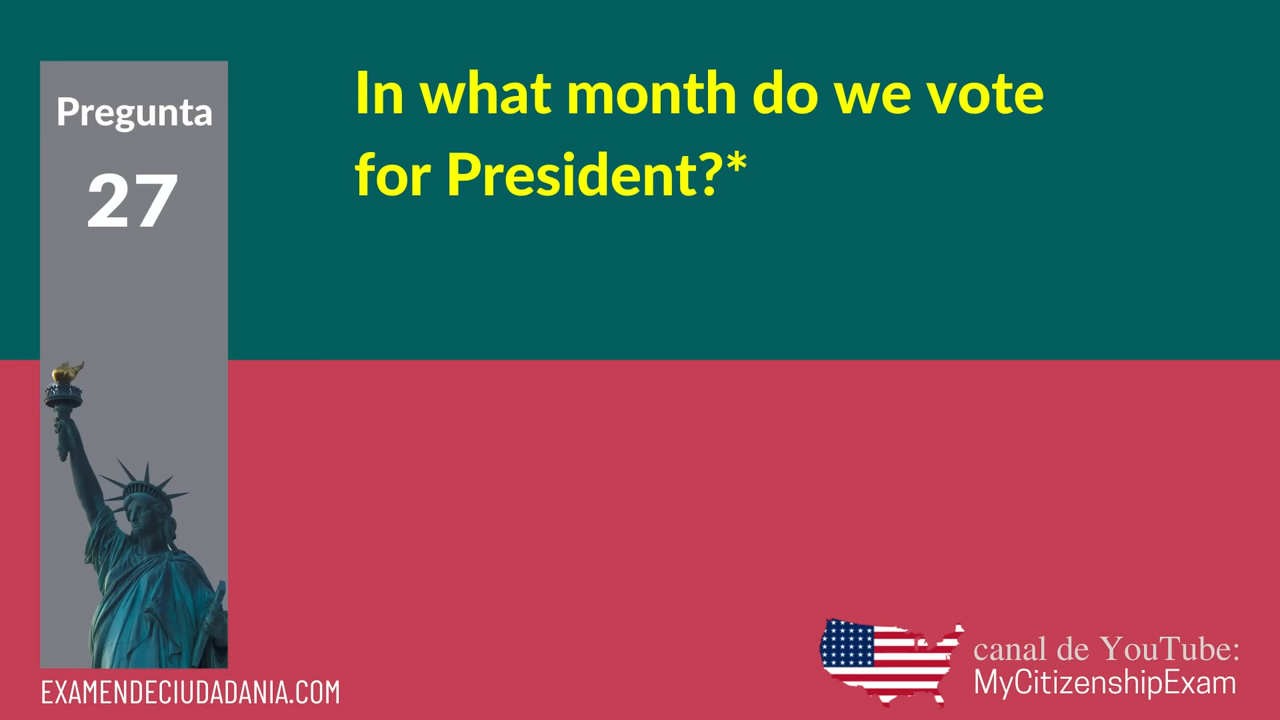 Pregunta
27
In what month do we vote
for President?*
EXAMENDECIUDADANIA.COM
canal de YouTube:
MyCitizenshipExam